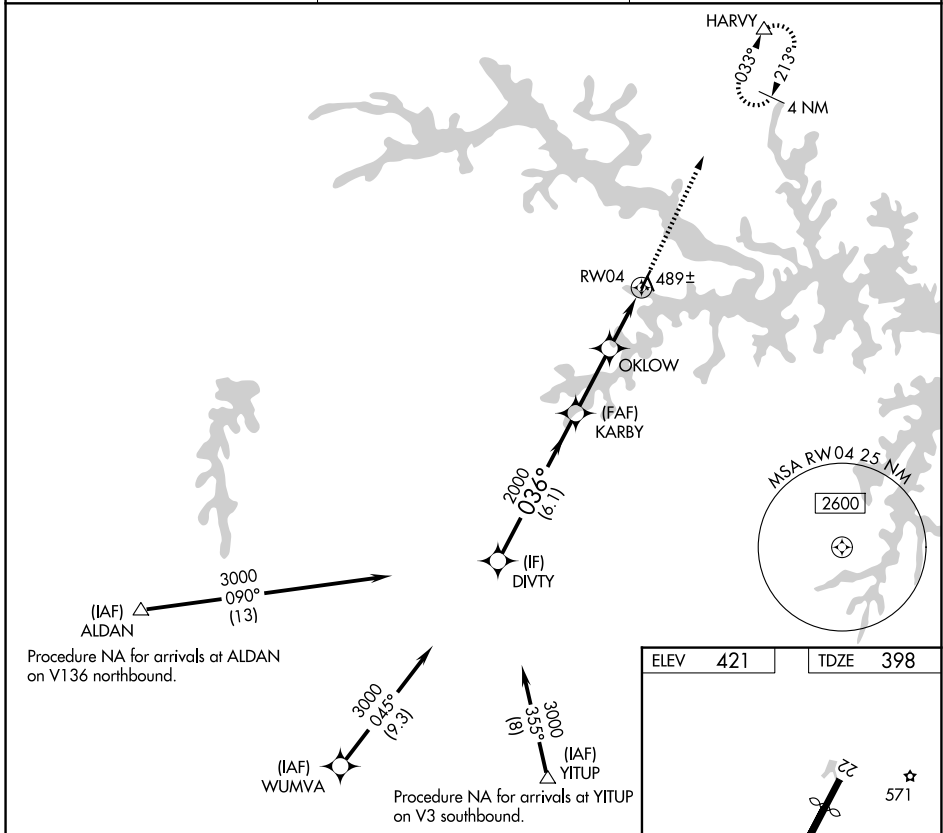 HARVY
033°
213°
4 NM
RW04
489±
OKLOW
(FAF)
KARBY
2000
036°
(6.1)
(IF)
DIVTY
MSA RW04 25 NM
2600
3000
090°
(13)
(IAF)
ALDAN
Procedure NA for arrivals at ALDAN
on V136 northbound.
3000
045°
(9.3)
(IAF)
WUMVA
3000
355°
(8)
(IAF)
YITUP
Procedure NA for arrivals at YITUP
on V3 southbound.
ELEV 421
TDZE 398
22
571